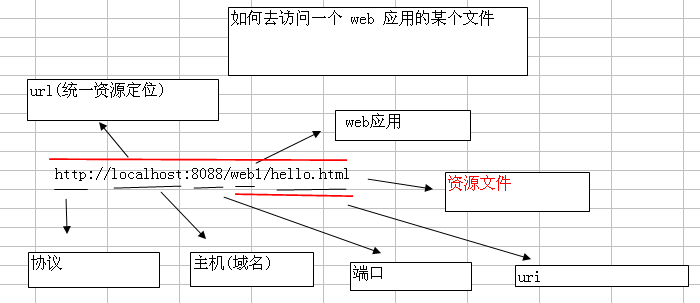 如何去访问一个 web 应用的某个文件
url(统一资源定位)
web应用
http://localhost:8088/web1/hello.html
资源文件
协议
主机(域名)
端口
uri